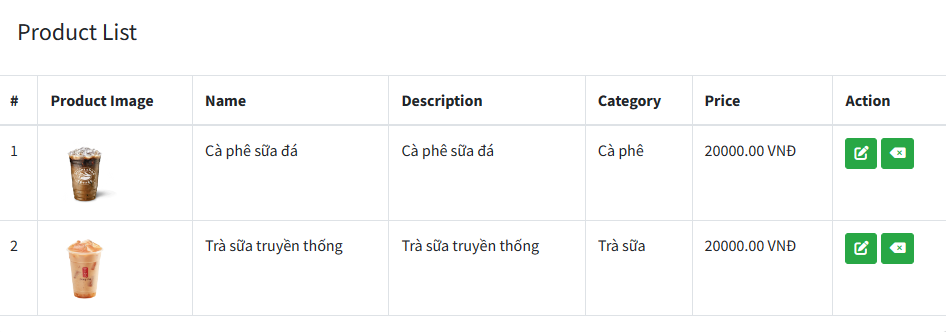 Product List
# Product Image Name Description Category Price Action
1 Cà phê sữa đá Cà phê sữa đá Cà phê 20000.00 VNĐ
2 Trà sữa truyền thống Trà sữa truyền thống Trà sữa 20000.00 VNĐ